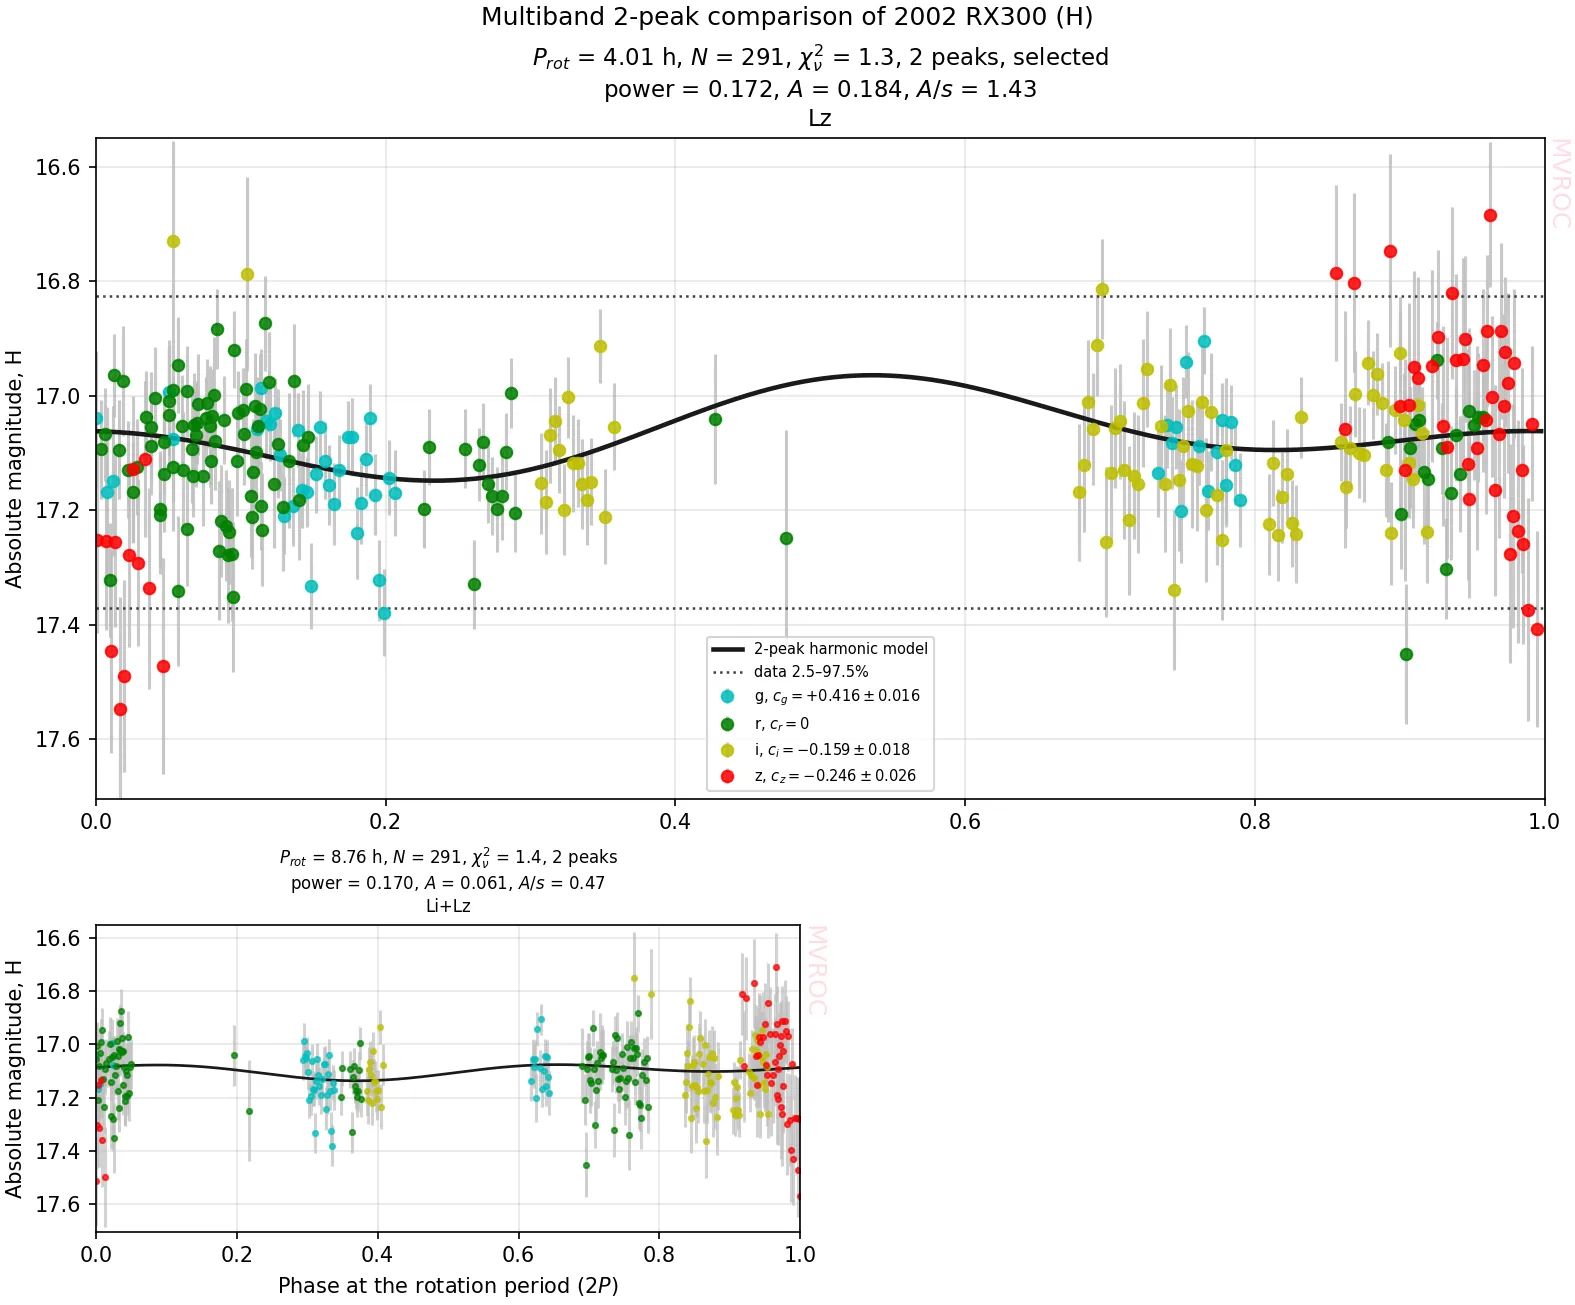 Multiband 2-peak comparison of 2002 RX300 (H)
P_rot = 4.01 h, N = 291, χ²_ν = 1.3, 2 peaks, selected
power = 0.172, A = 0.184, A/s = 1.43
Lz
MVROC
Absolute magnitude, H
16.6
16.8
17.0
17.2
17.4
17.6
2-peak harmonic model
data 2.5–97.5%
g, c_g = +0.416 ± 0.016
r, c_r = 0
i, c_i = −0.159 ± 0.018
z, c_z = −0.246 ± 0.026
0.0 0.2 0.4 0.6 0.8 1.0
P_rot = 8.76 h, N = 291, χ²_ν = 1.4, 2 peaks
power = 0.170, A = 0.061, A/s = 0.47
Li+Lz
MVROC
Absolute magnitude, H
16.6
16.8
17.0
17.2
17.4
17.6
0.0 0.2 0.4 0.6 0.8 1.0
Phase at the rotation period (2P)